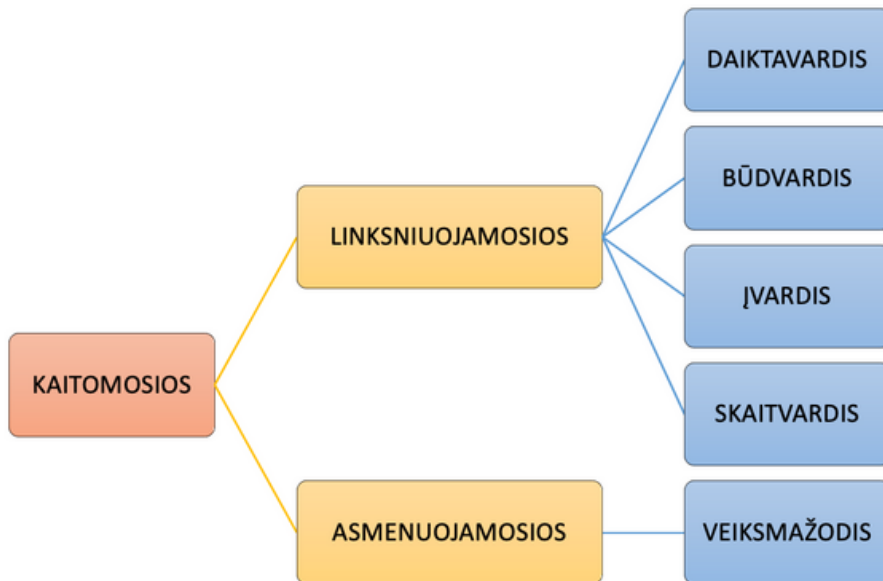 KAITOMOSIOS
LINKSNIUOJAMOSIOS
DAIKTAVARDIS
BŪDVARDIS
ĮVARDIS
SKAITVARDIS
ASMENUOJAMOSIOS
VEIKSMAŽODIS